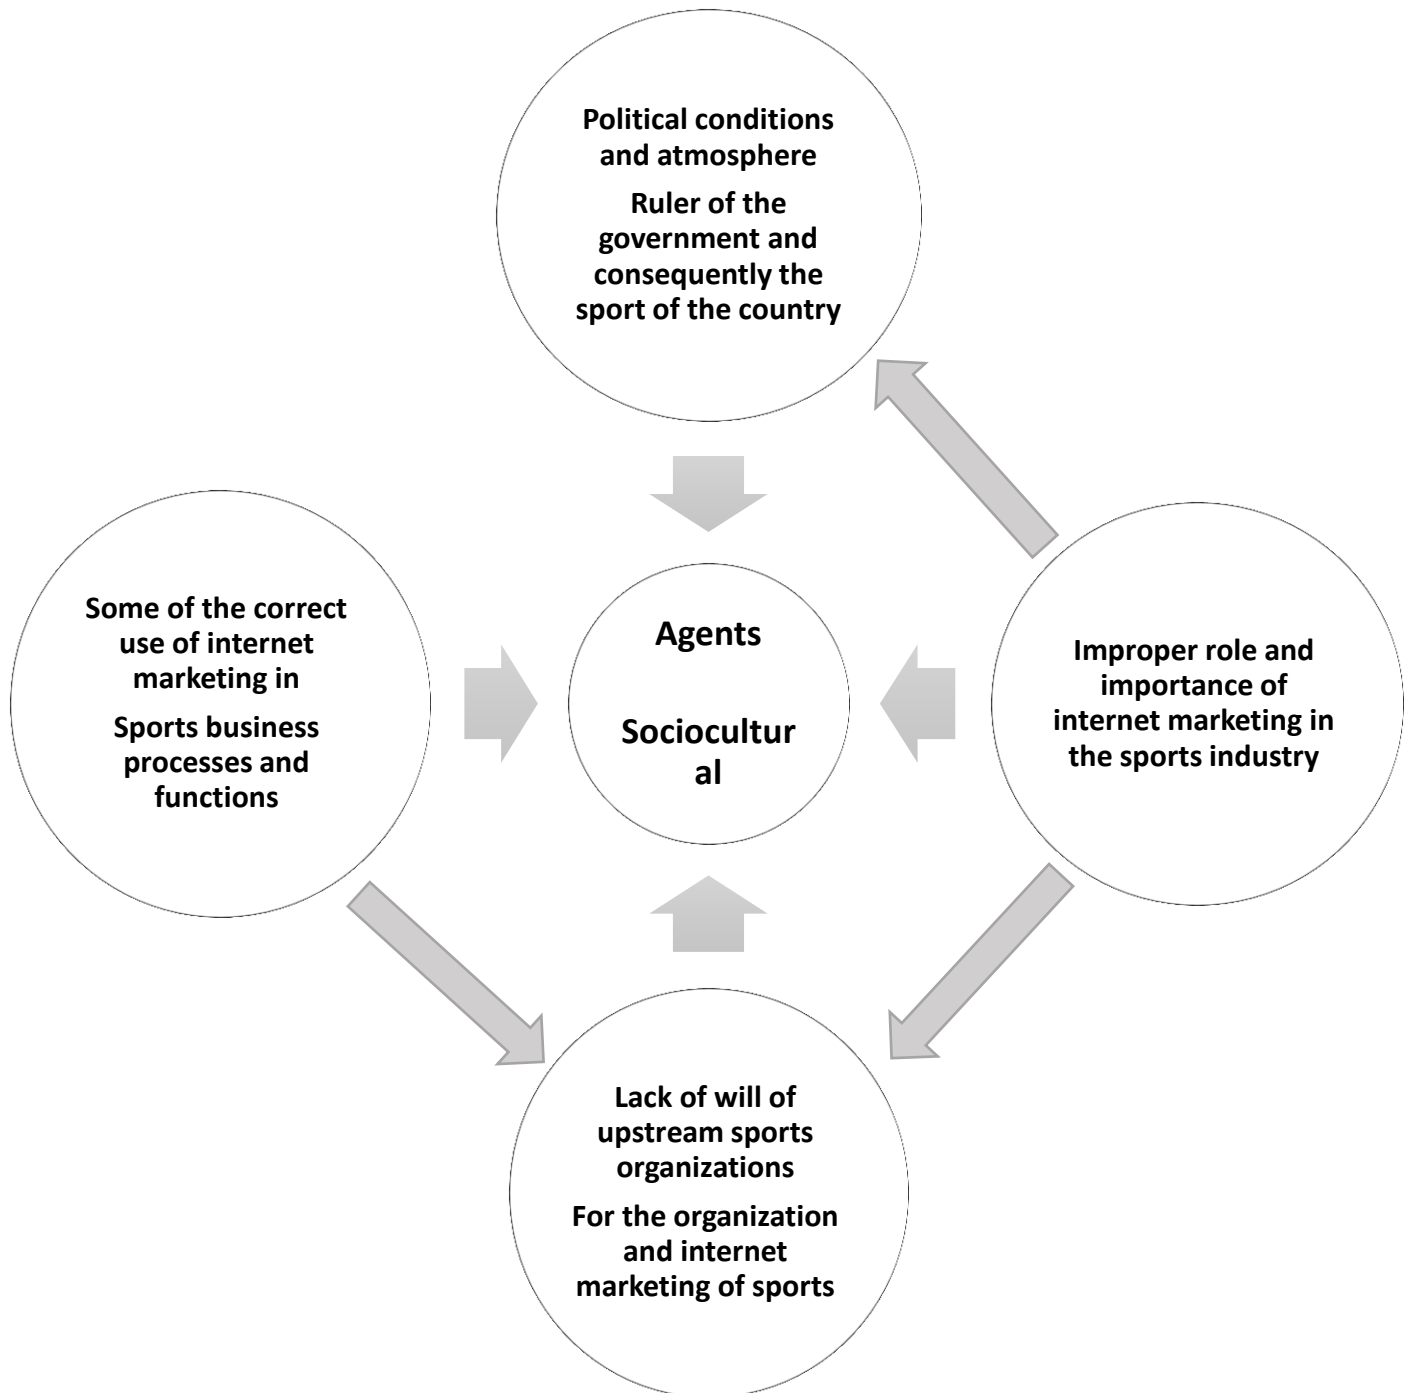 Political conditions
and atmosphere
Ruler of the
government and
consequently the
sport of the country
Some of the correct
use of internet
marketing in
Sports business
processes and
functions
Agents
Sociocultur
al
Improper role and
importance of
internet marketing in
the sports industry
Lack of will of
upstream sports
organizations
For the organization
and internet
marketing of sports